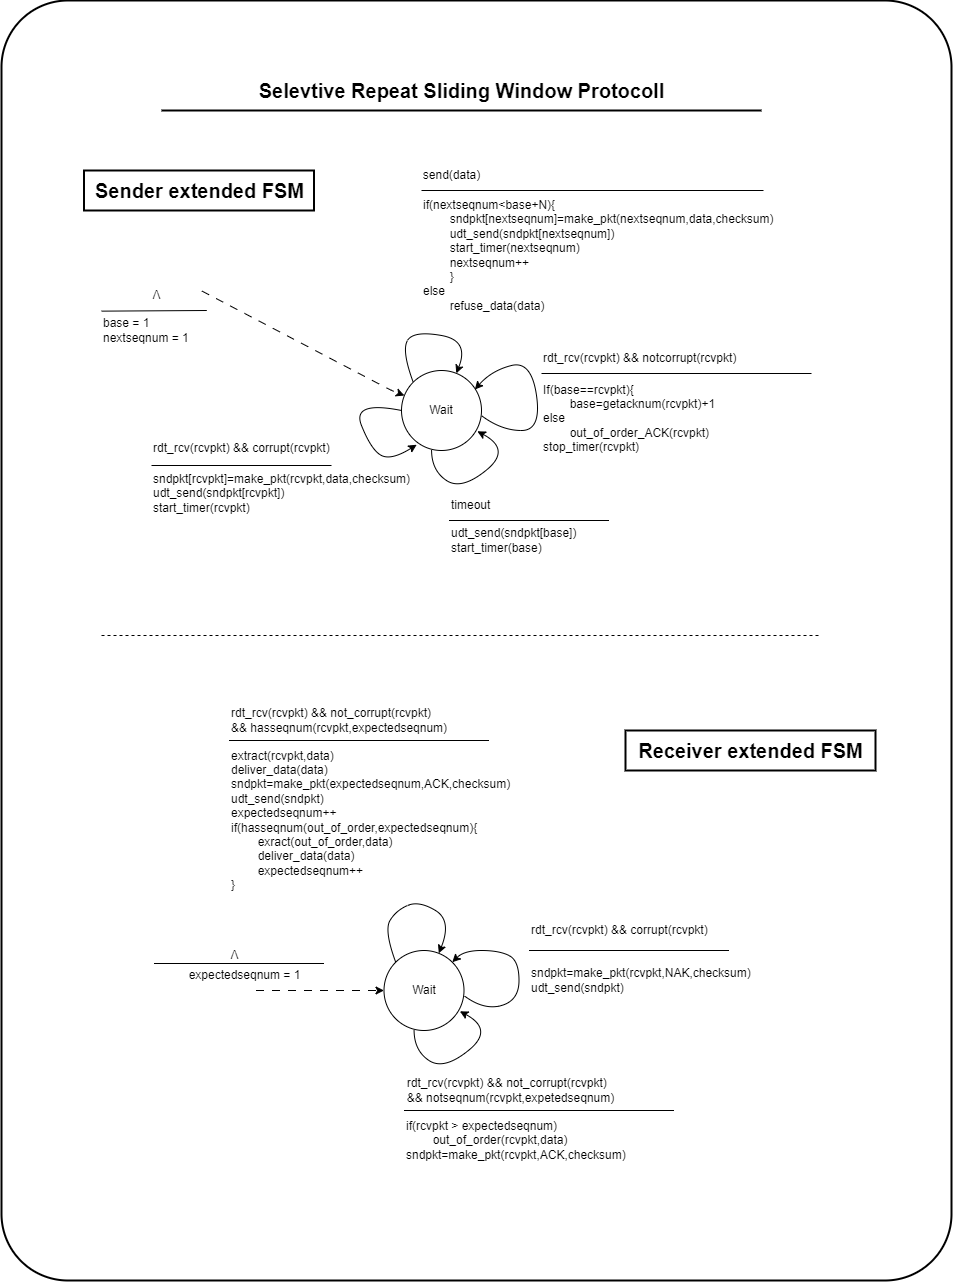 Selevtive Repeat Sliding Window Protocoll
Sender extended FSM
send(data)
if(nextseqnum<base+N){
sndpkt[nextseqnum]=make_pkt(nextseqnum,data,checksum)
udt_send(sndpkt[nextseqnum])
start_timer(nextseqnum)
nextseqnum++
}
else
refuse_data(data)
/\
base = 1
nextseqnum = 1
rdt_rcv(rcvpkt) && notcorrupt(rcvpkt)
If(base==rcvpkt){
base=getacknum(rcvpkt)+1
else
out_of_order_ACK(rcvpkt)
stop_timer(rcvpkt)
Wait
rdt_rcv(rcvpkt) && corrupt(rcvpkt)
sndpkt[rcvpkt]=make_pkt(rcvpkt,data,checksum)
udt_send(sndpkt[rcvpkt])
start_timer(rcvpkt)
timeout
udt_send(sndpkt[base])
start_timer(base)
rdt_rcv(rcvpkt) && not_corrupt(rcvpkt)
&& hasseqnum(rcvpkt,expectedseqnum)
extract(rcvpkt,data)
deliver_data(data)
sndpkt=make_pkt(expectedseqnum,ACK,checksum)
udt_send(sndpkt)
expectedseqnum++
if(hasseqnum(out_of_order,expectedseqnum){
exract(out_of_order,data)
deliver_data(data)
expectedseqnum++
}
Receiver extended FSM
/\
expectedseqnum = 1
Wait
rdt_rcv(rcvpkt) && corrupt(rcvpkt)
sndpkt=make_pkt(rcvpkt,NAK,checksum)
udt_send(sndpkt)
rdt_rcv(rcvpkt) && not_corrupt(rcvpkt)
&& notseqnum(rcvpkt,expetedseqnum)
if(rcvpkt > expectedseqnum)
out_of_order(rcvpkt,data)
sndpkt=make_pkt(rcvpkt,ACK,checksum)